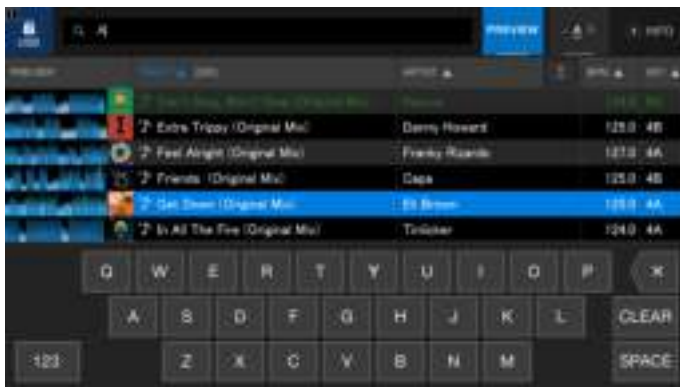 A
PREVIEW
INFO
ARTIST
BPM
Extra Trippy (Original Mix) Danny Howard 125.0 4B
Feel Alright (Original Mix) Franky Rizardo 127.0 4A
Friends (Original Mix) Capa 125.0 4B
Get Down (Original Mix) Eli Brown 125.0 4A
In All The Fire (Original Mix) Tinlicker 124.0 4A
Q W E R T Y U I O P
A S D F G H J K L CLEAR
123 Z X C V B N M SPACE